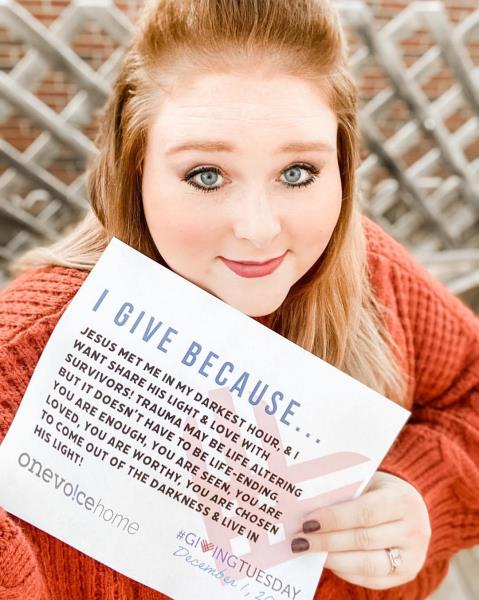 I GIVE BECAUSE...
JESUS MET ME IN MY DARKEST HOUR, & I
WANT SHARE HIS LIGHT & LOVE WITH
SURVIVORS! TRAUMA MAY BE LIFE ALTERING
BUT IT DOESN'T HAVE TO BE LIFE-ENDING.
YOU ARE ENOUGH, YOU ARE SEEN, YOU ARE
LOVED, YOU ARE WORTHY, YOU ARE CHOSEN
TO COME OUT OF THE DARKNESS & LIVE IN
HIS LIGHT!
onevo!cehome
#GIVINGTUESDAY
December 1, 20